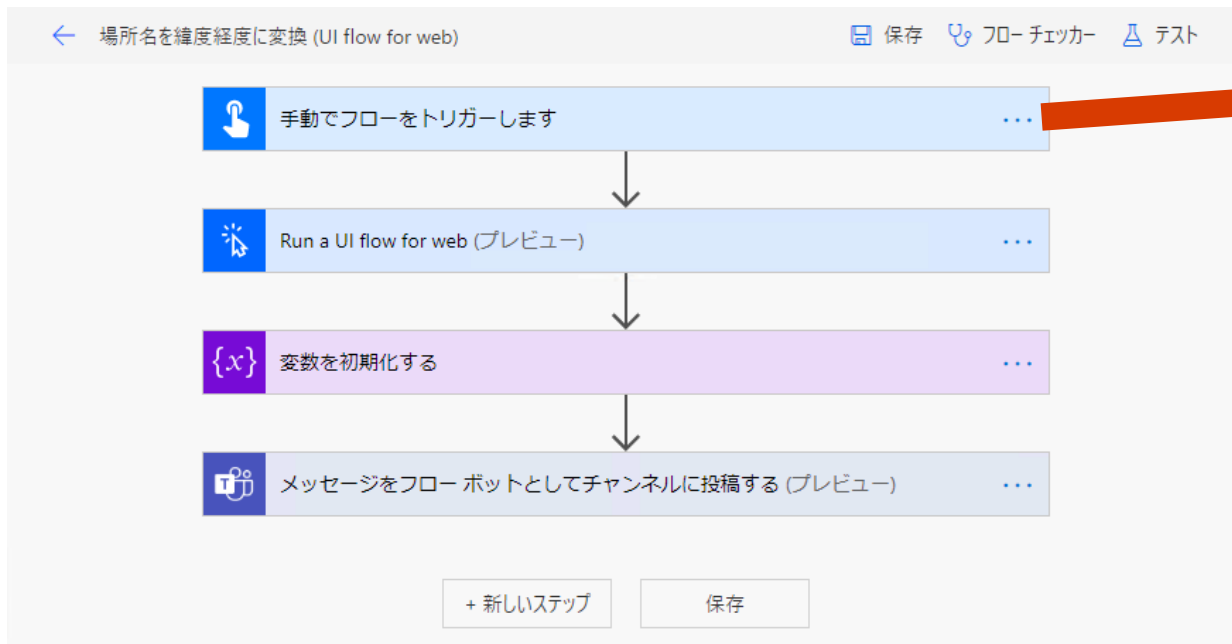 場所名を緯度経度に変換 (UI flow for web)
保存 フロー チェッカー テスト
手動でフローをトリガーします
Run a UI flow for web (プレビュー)
{x} 変数を初期化する
メッセージをフロー ボットとしてチャンネルに投稿する (プレビュー)
+ 新しいステップ 保存